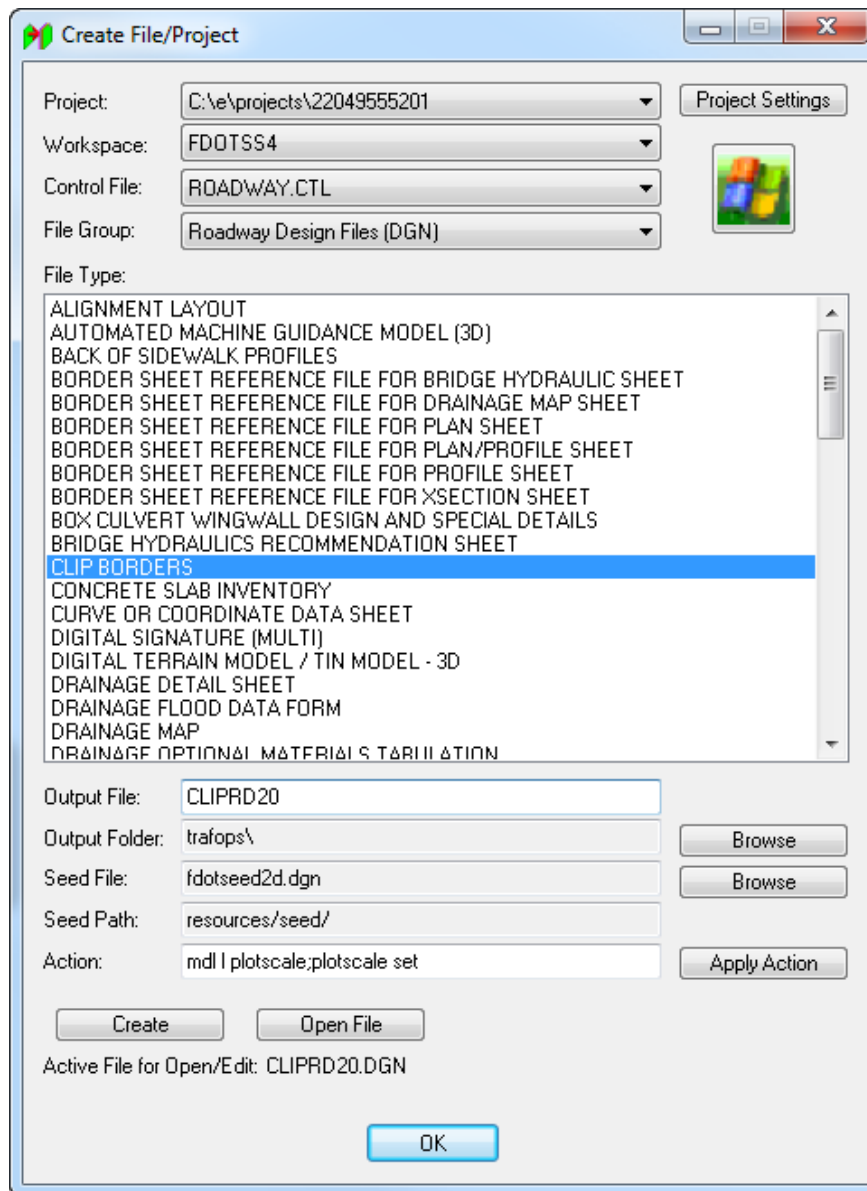 Create File/Project
Project: C:\e\projects\22049555201 Project Settings
Workspace: FDOTSS4
Control File: ROADWAY.CTL
File Group: Roadway Design Files (DGN)
File Type:
ALIGNMENT LAYOUT
AUTOMATED MACHINE GUIDANCE MODEL (3D)
BACK OF SIDEWALK PROFILES
BORDER SHEET REFERENCE FILE FOR BRIDGE HYDRAULIC SHEET
BORDER SHEET REFERENCE FILE FOR DRAINAGE MAP SHEET
BORDER SHEET REFERENCE FILE FOR PLAN SHEET
BORDER SHEET REFERENCE FILE FOR PLAN/PROFILE SHEET
BORDER SHEET REFERENCE FILE FOR PROFILE SHEET
BORDER SHEET REFERENCE FILE FOR XSECTION SHEET
BOX CULVERT WINGWALL DESIGN AND SPECIAL DETAILS
BRIDGE HYDRAULICS RECOMMENDATION SHEET
CLIP BORDERS
CONCRETE SLAB INVENTORY
CURVE OR COORDINATE DATA SHEET
DIGITAL SIGNATURE (MULTI)
DIGITAL TERRAIN MODEL / TIN MODEL - 3D
DRAINAGE DETAIL SHEET
DRAINAGE FLOOD DATA FORM
DRAINAGE MAP
DRAINAGE OPTIONAL MATERIALS TABULATION
Output File: CLIPRD20
Output Folder: trafops\ Browse
Seed File: fdotseed2d.dgn Browse
Seed Path: resources/seed/
Action: mdl l plotscale;plotscale set Apply Action
Create Open File
Active File for Open/Edit: CLIPRD20.DGN
OK